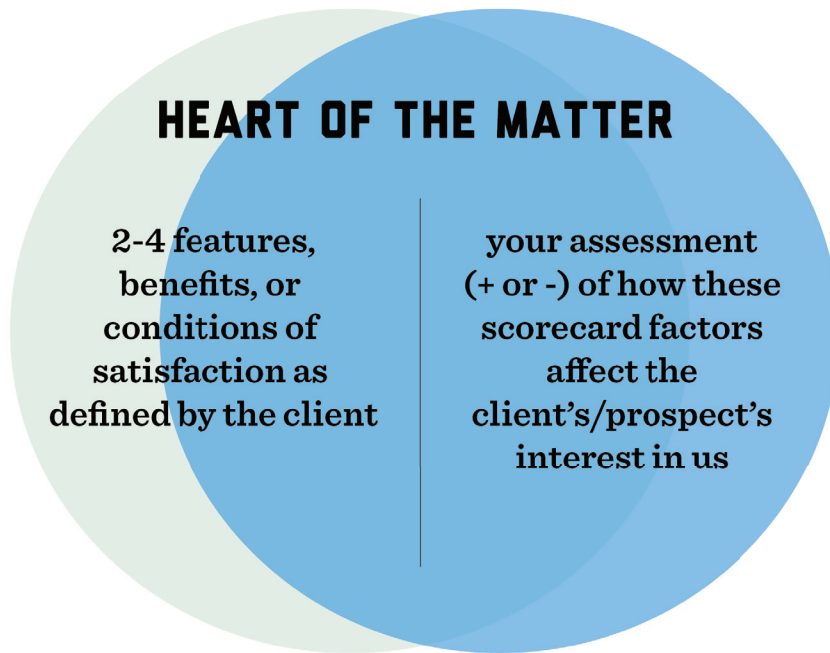 HEART OF THE MATTER
2-4 features,
benefits, or
conditions of
satisfaction as
defined by the client
your assessment
(+ or -) of how these
scorecard factors
affect the
client’s/prospect’s
interest in us